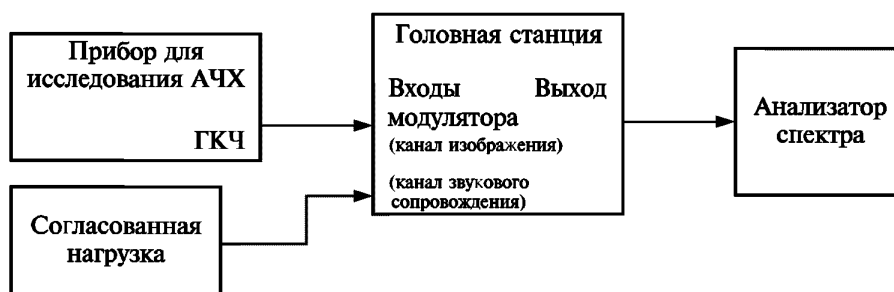 Прибор для
исследования АЧХ
ГКЧ
Согласованная
нагрузка
Головная станция
Входы Выход
модулятора
(канал изображения)
(канал звукового
сопровождения)
Анализатор
спектра